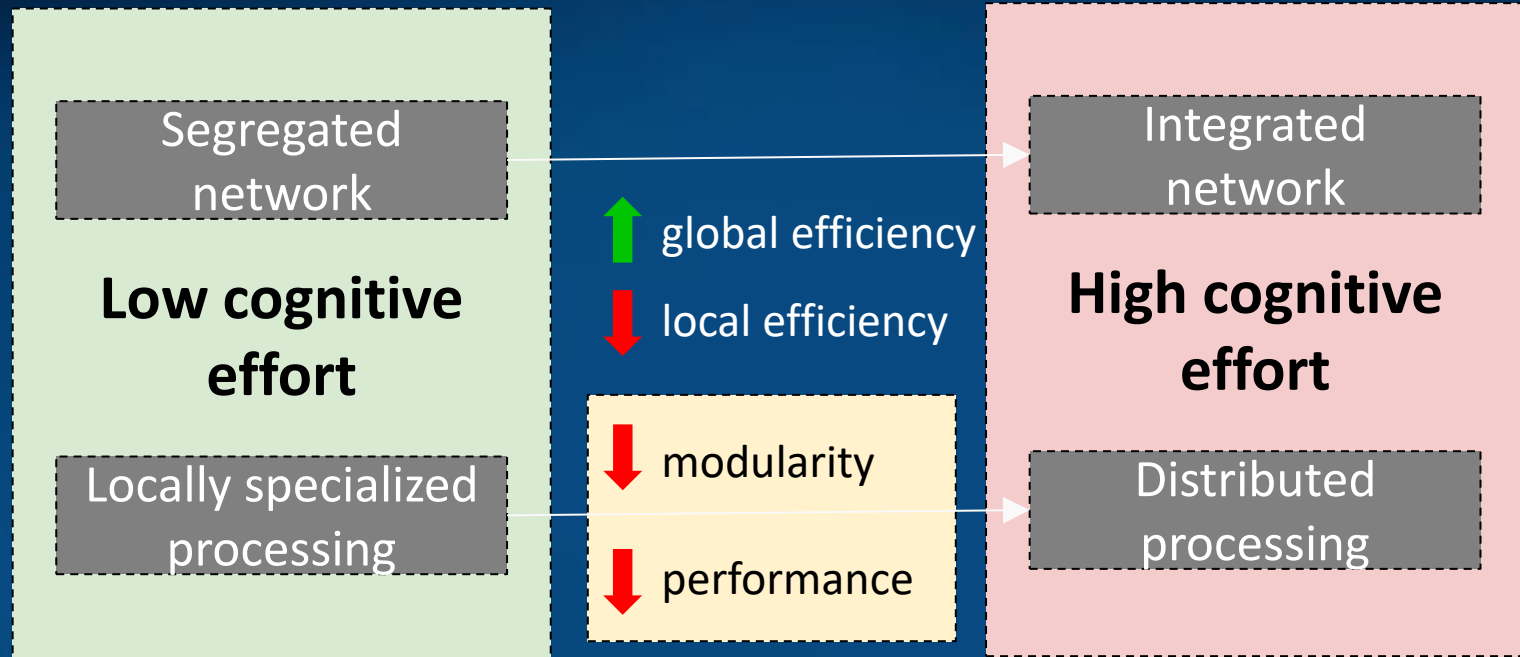 Segregated
network
Low cognitive
effort
Locally specialized
processing
global efficiency
local efficiency
modularity
performance
Integrated
network
High cognitive
effort
Distributed
processing